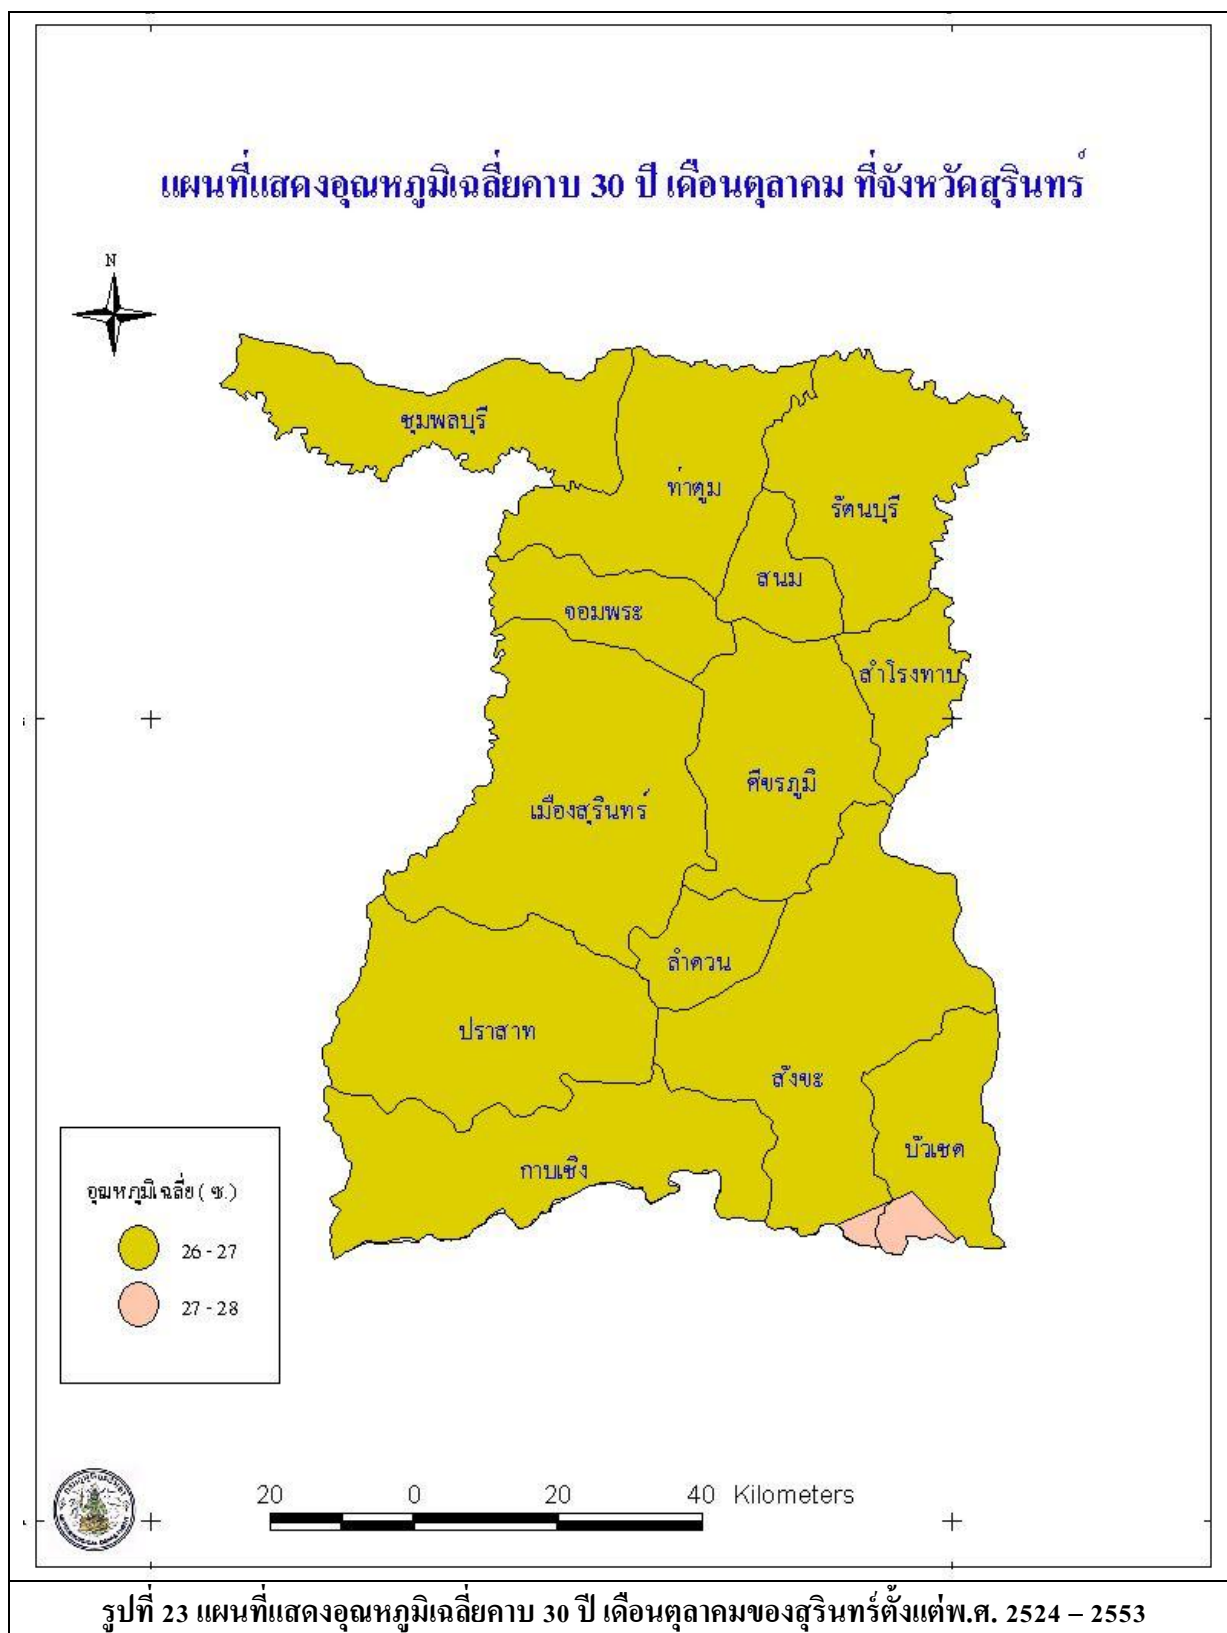 แผนที่แสดงอุณหภูมิเฉลี่ยคาบ 30 ปี เดือนตุลาคม ที่จังหวัดสุรินทร์
N
ชุมพลบุรี
ท่าตูม
รัตนบุรี
สนม
จอมพระ
สำโรงทาบ
ศีขรภูมิ
เมืองสุรินทร์
ลำดวน
ปราสาท
สังขะ
บัวเชด
กาบเชิง
อุณหภูมิเฉลี่ย ( ซ.)
26 - 27
27 - 28
20 0 20 40 Kilometers
รูปที่ 23 แผนที่แสดงอุณหภูมิเฉลี่ยคาบ 30 ปี เดือนตุลาคมของสุรินทร์ตั้งแต่พ.ศ. 2524 – 2553